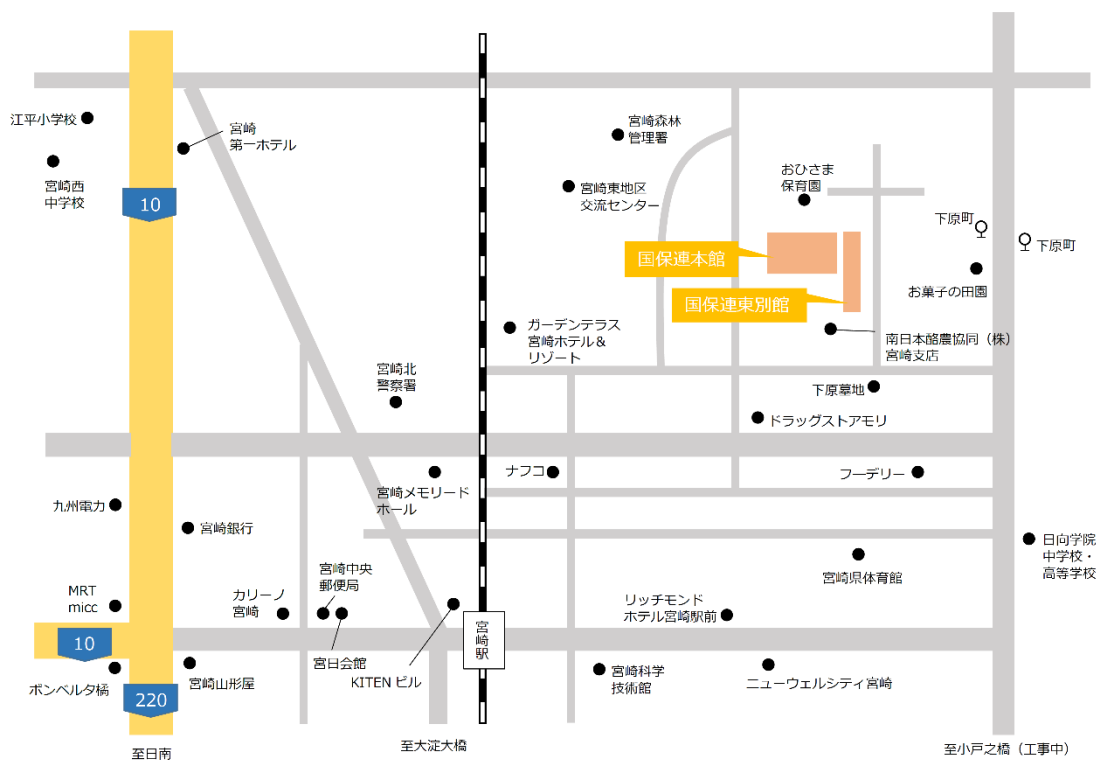 江平小学校
宮崎
第一ホテル
宮崎西
中学校
10
宮崎森林
管理署
宮崎東地区
交流センター
おひさま
保育園
下原町
下原町
国保連本館
国保連東別館
お菓子の田園
南日本酪農協同（株）
宮崎支店
ガーデンテラス
宮崎ホテル＆
リゾート
宮崎北
警察署
下原墓地
ドラッグストアモリ
ナフコ
フーデリー
宮崎メモリード
ホール
九州電力
宮崎銀行
日向学院
中学校・
高等学校
宮崎県体育館
宮崎中央
郵便局
MRT
micc
カリーノ
宮崎
リッチモンド
ホテル宮崎駅前
宮崎駅
10
宮日会館
KITEN ビル
宮崎山形屋
ボンベルタ橘
220
宮崎科学
技術館
ニューウェルシティ宮崎
至日南
至大淀大橋
至小戸之橋（工事中）